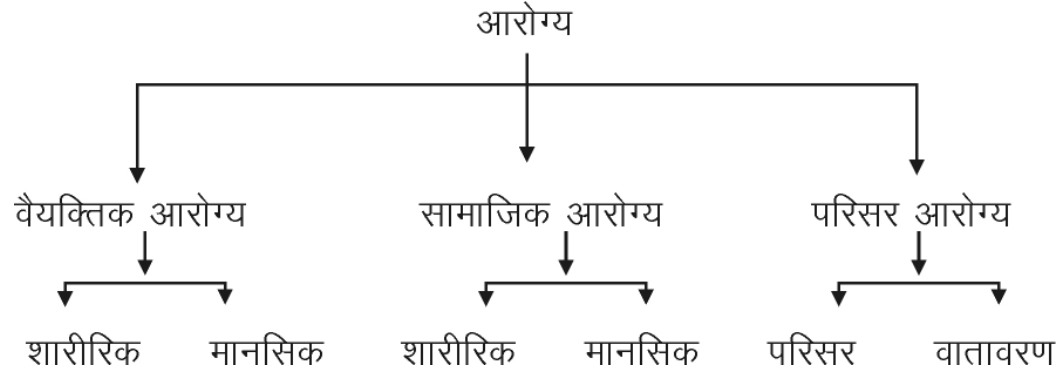 आरोग्य
वैयक्तिक आरोग्य सामाजिक आरोग्य परिसर आरोग्य
शारीरिक मानसिक शारीरिक मानसिक परिसर वातावरण